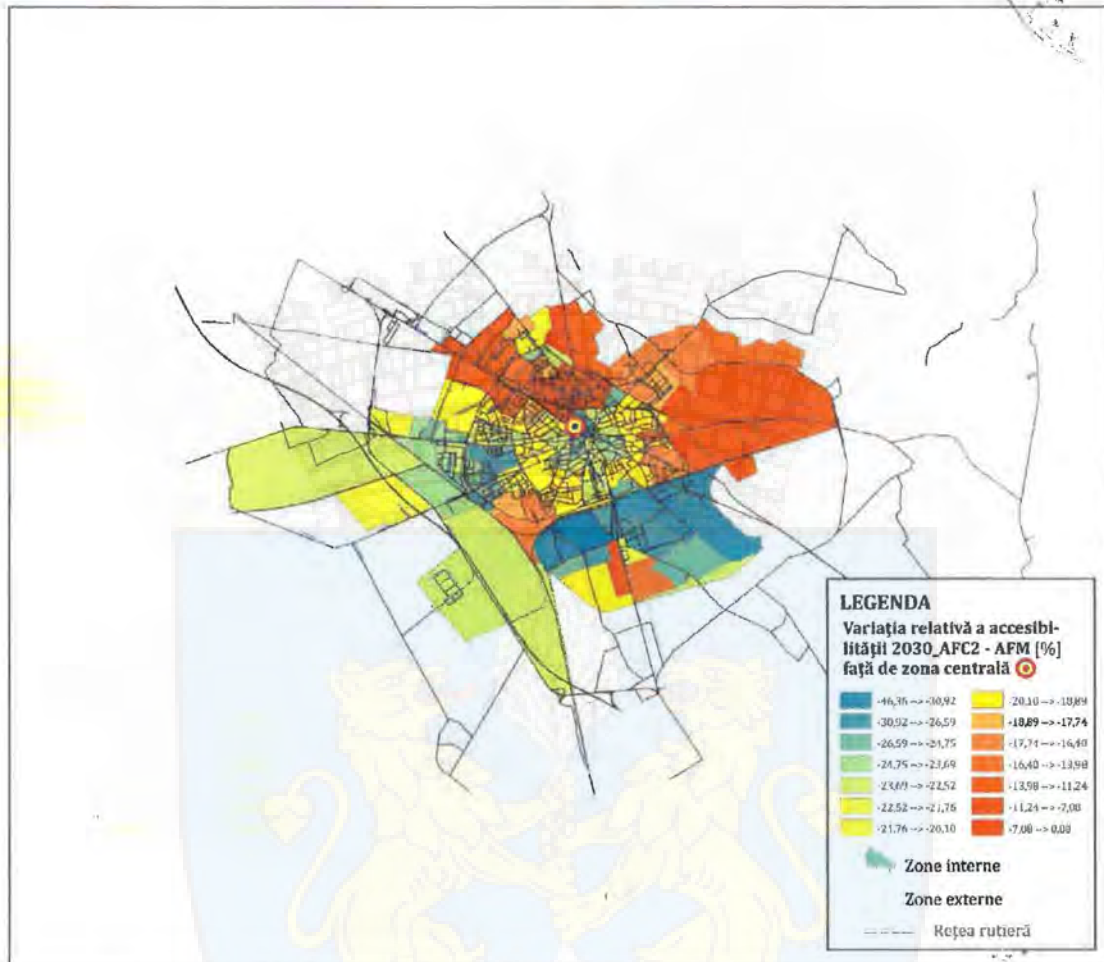 LEGENDA
Variația relativă a accesibi-
lității 2030_AFC2 - AFM [%]
față de zona centrală
-46,36 --> -30,92
-30,92 --> -26,59
-26,59 --> -24,75
-24,75 --> -23,69
-23,69 --> -22,52
-22,52 --> -21,76
-21,76 --> -20,10
-20,10 --> -18,89
-18,89 --> -17,74
-17,74 --> -16,40
-16,40 --> -13,98
-13,98 --> -11,24
-11,24 --> -7,08
-7,08 --> 0,00
Zone interne
Zone externe
Rețea rutieră